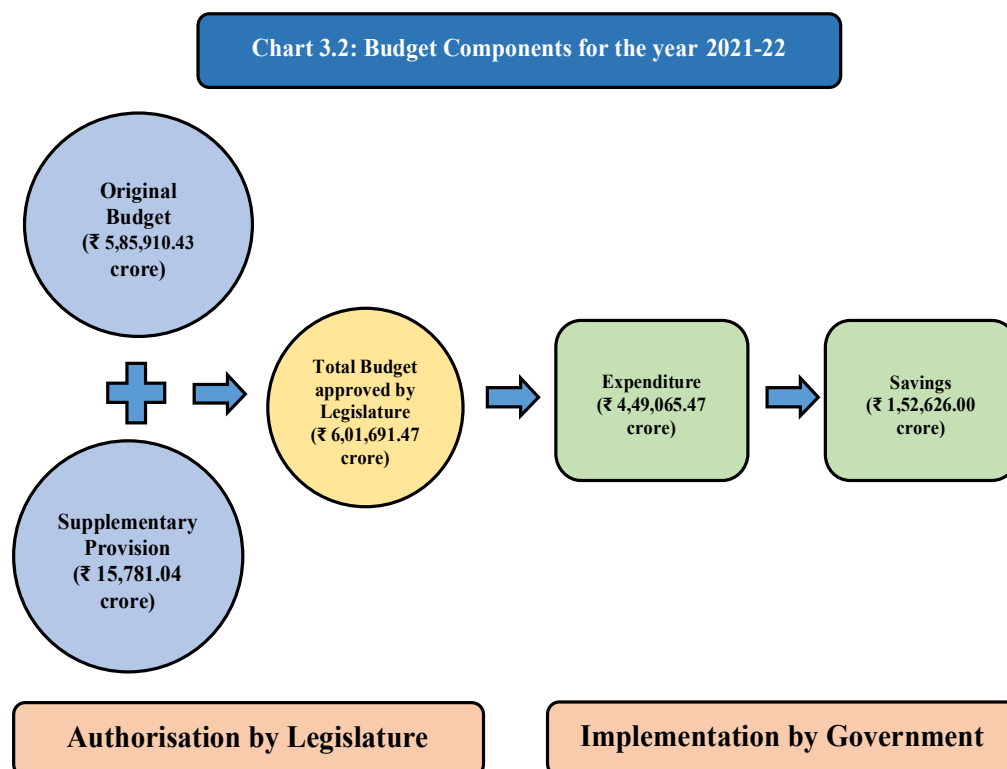 Chart 3.2: Budget Components for the year 2021-22
Original
Budget
(₹ 5,85,910.43
crore)
Supplementary
Provision
(₹ 15,781.04
crore)
Total Budget
approved by
Legislature
(₹ 6,01,691.47
crore)
Expenditure
(₹ 4,49,065.47
crore)
Savings
(₹ 1,52,626.00
crore)
Authorisation by Legislature
Implementation by Government